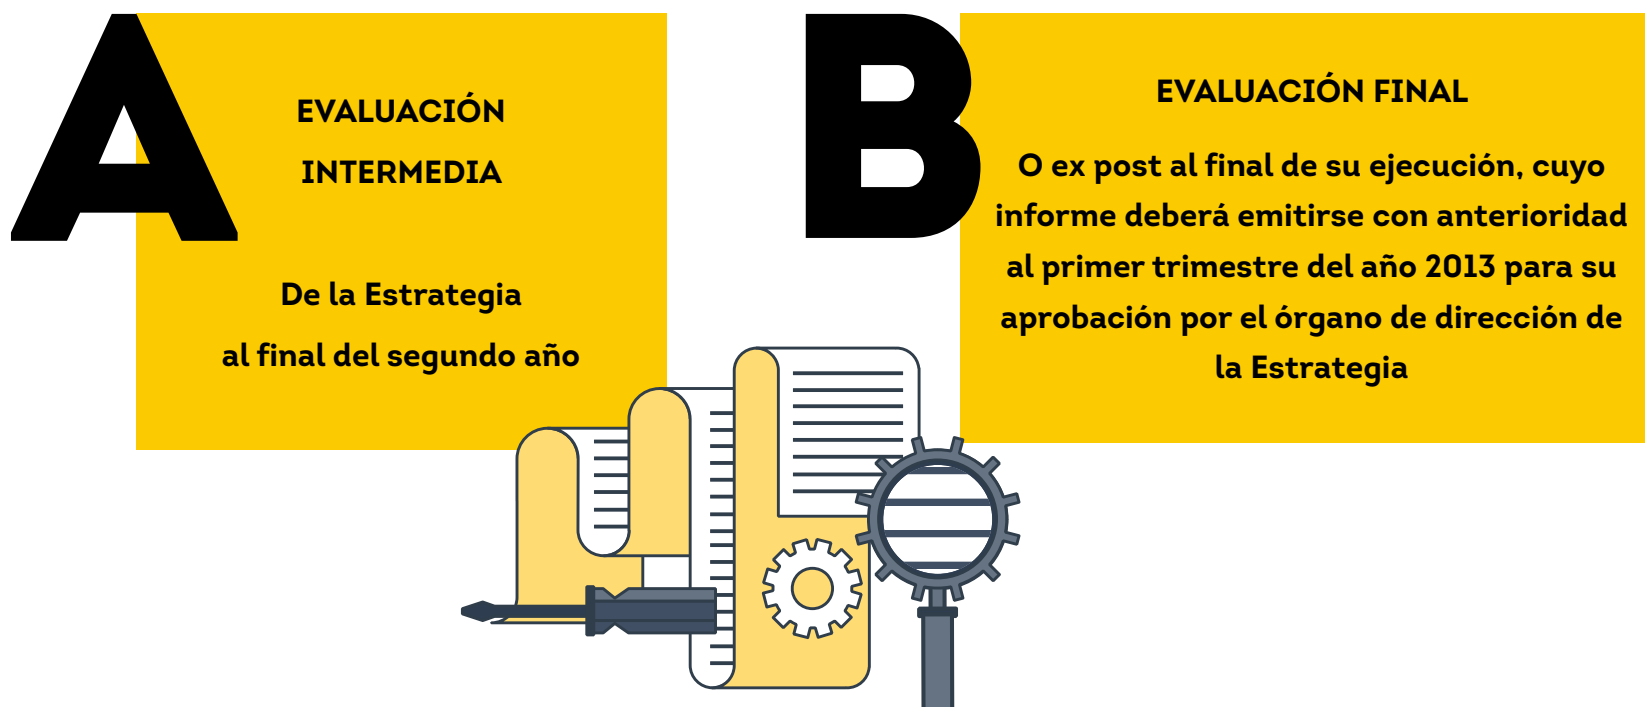 A
EVALUACIÓN
INTERMEDIA
De la Estrategia
al final del segundo año
B
EVALUACIÓN FINAL
O ex post al final de su ejecución, cuyo
informe deberá emitirse con anterioridad
al primer trimestre del año 2013 para su
aprobación por el órgano de dirección de
la Estrategia